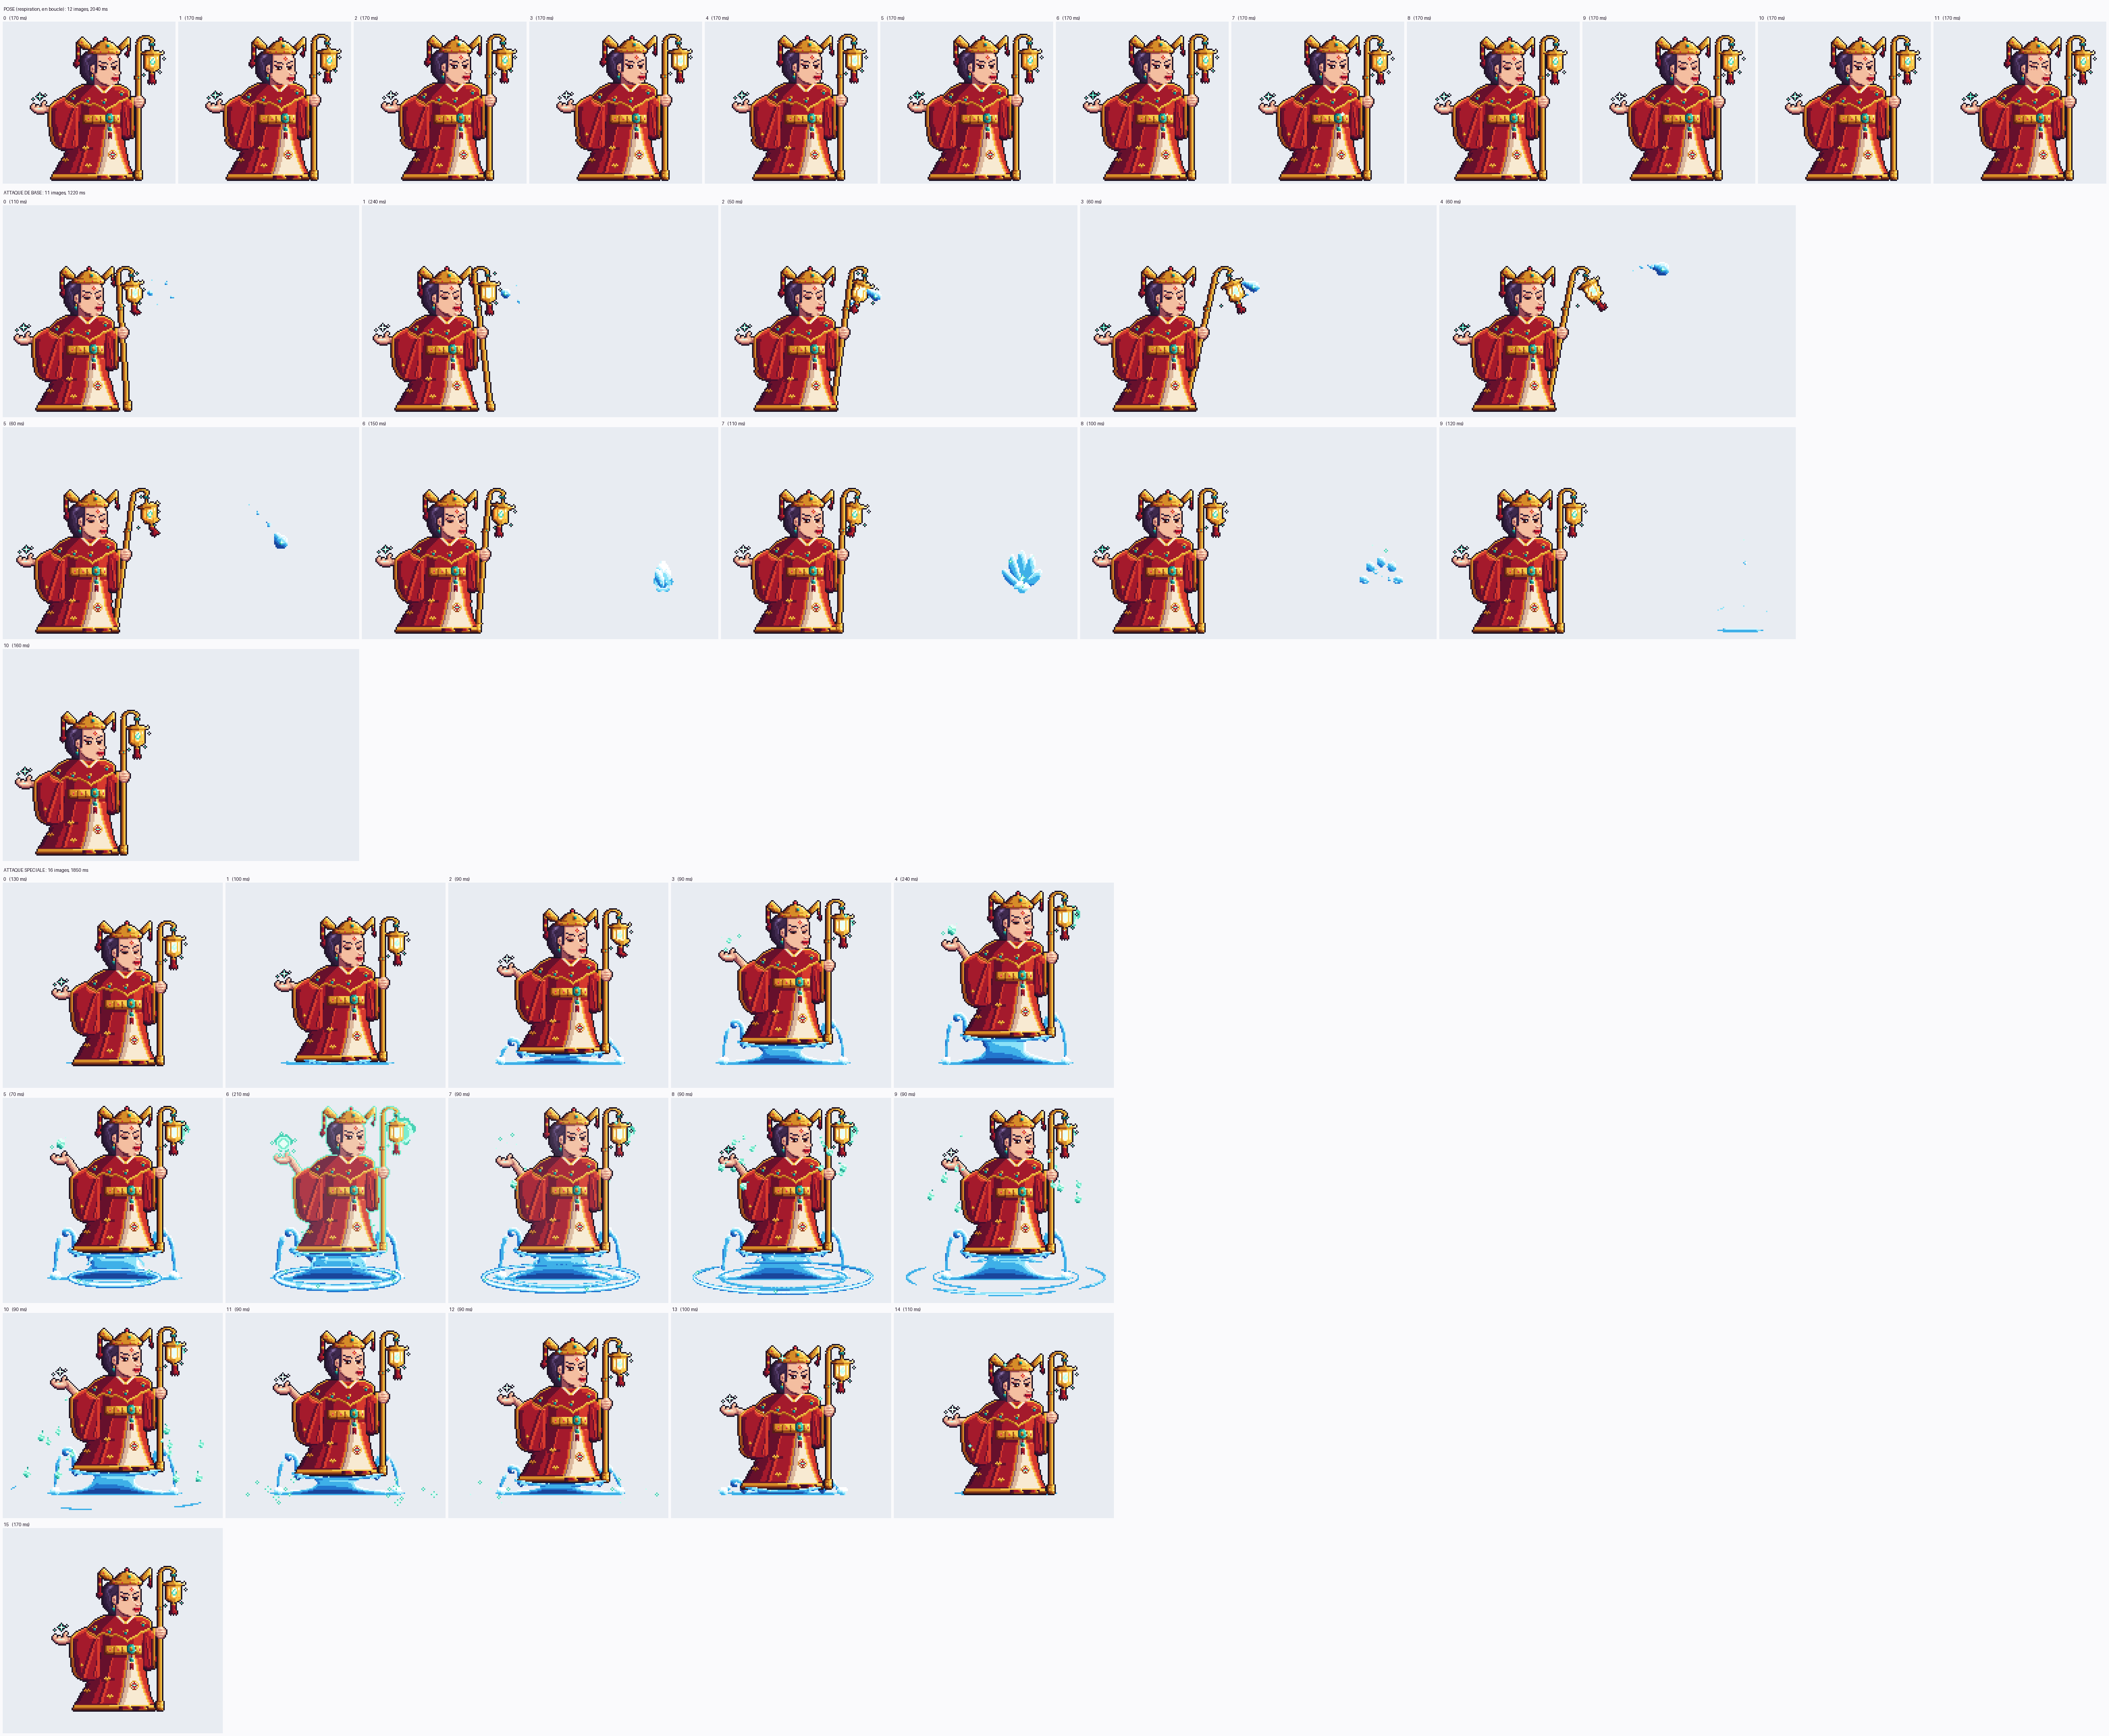 POSE (respiration, en boucle) : 12 images, 2040 ms
0 (170 ms) 1 (170 ms) 2 (170 ms) 3 (170 ms) 4 (170 ms) 5 (170 ms) 6 (170 ms) 7 (170 ms) 8 (170 ms) 9 (170 ms) 10 (170 ms) 11 (170 ms)
ATTAQUE DE BASE : 11 images, 1220 ms
0 (110 ms) 1 (240 ms) 2 (50 ms) 3 (60 ms) 4 (60 ms)
5 (60 ms) 6 (150 ms) 7 (110 ms) 8 (100 ms) 9 (120 ms)
10 (160 ms)
ATTAQUE SPECIALE : 16 images, 1800 ms
0 (130 ms) 1 (100 ms) 2 (90 ms) 3 (90 ms) 4 (240 ms)
5 (70 ms) 6 (210 ms) 7 (90 ms) 8 (90 ms) 9 (90 ms)
10 (90 ms) 11 (90 ms) 12 (90 ms) 13 (100 ms) 14 (110 ms)
15 (170 ms)